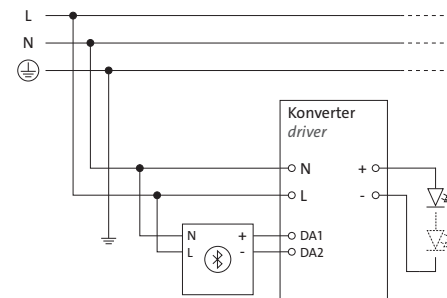 L
N
Konverter
driver
N +
L -
N +
L -
DA1
DA2